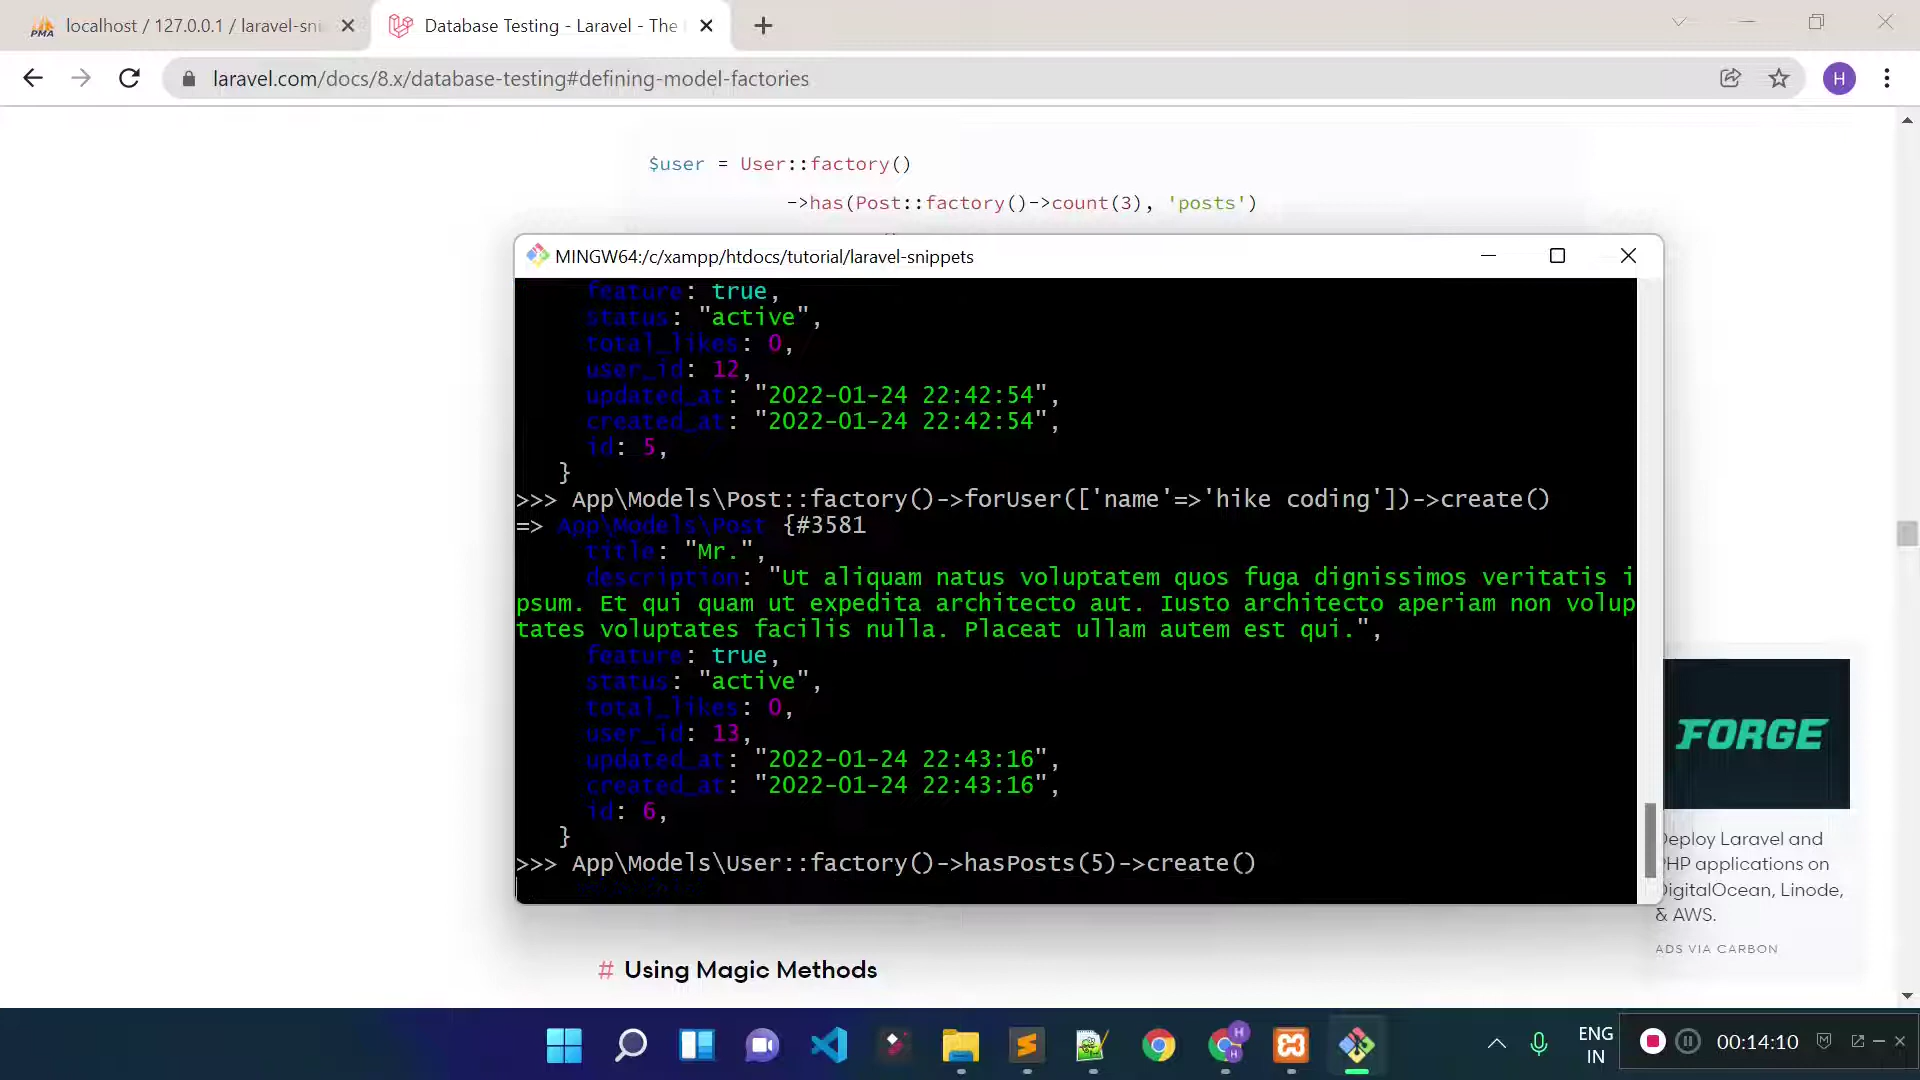 localhost / 127.0.0.1 / laravel-sni
Database Testing - Laravel - The
laravel.com/docs/8.x/database-testing#defining-model-factories
H
$user = User::factory()
->has(Post::factory()->count(3), 'posts')
MINGW64:/c/xampp/htdocs/tutorial/laravel-snippets
feature: true,
status: "active",
total_likes: 0,
user_id: 12,
updated_at: "2022-01-24 22:42:54",
created_at: "2022-01-24 22:42:54",
id: 5,
}
>>> App\Models\Post::factory()->forUser(['name'=>'hike coding'])->create()
=> App\Models\Post {#3581
title: "Mr.",
description: "Ut aliquam natus voluptatem quos fuga dignissimos veritatis i
psum. Et qui quam ut expedita architecto aut. Iusto architecto aperiam non volup
tates voluptates facilis nulla. Placeat ullam autem est qui.",
feature: true,
status: "active",
total_likes: 0,
user_id: 13,
updated_at: "2022-01-24 22:43:16",
created_at: "2022-01-24 22:43:16",
id: 6,
}
>>> App\Models\User::factory()->hasPosts(5)->create()
FORGE
Deploy Laravel and
PHP applications on
DigitalOcean, Linode,
& AWS.
ADS VIA CARBON
# Using Magic Methods
ENG
IN
00:14:10